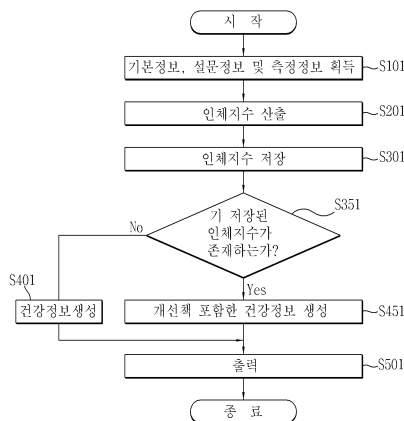 시 작
기본정보, 설문정보 및 측정정보 획득
S101
인체지수 산출
S201
인체지수 저장
S301
기 저장된
인체지수가
존재하는가?
S351
No
Yes
S401
건강정보생성
개선책 포함한 건강정보 생성
S451
출력
S501
종 료